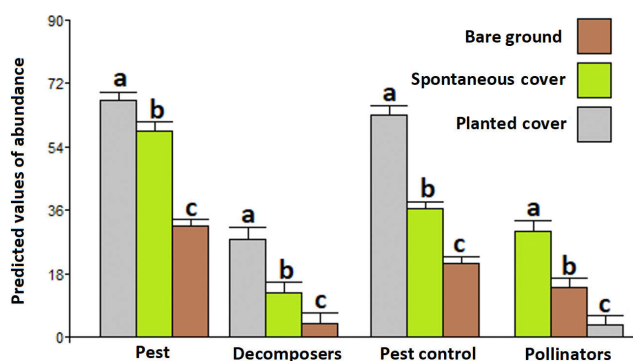 90
72
54
36
18
0
Predicted values of abundance
Bare ground
Spontaneous cover
Planted cover
a
b
c
a
b
c
a
b
c
a
b
c
Pest
Decomposers
Pest control
Pollinators